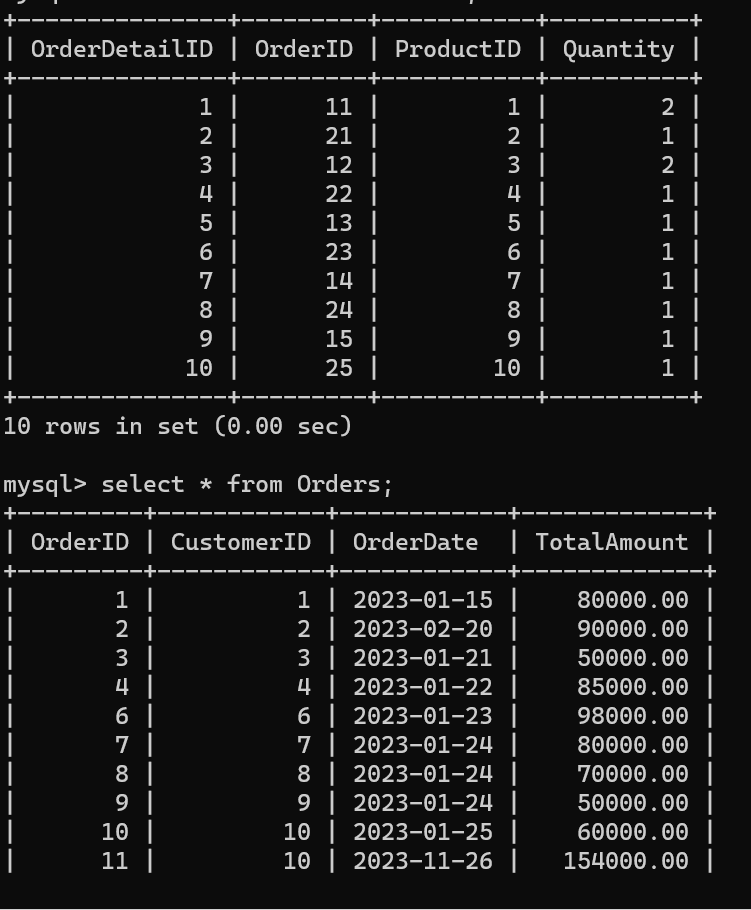 +---------------+---------+-----------+----------+
| OrderDetailID | OrderID | ProductID | Quantity |
+---------------+---------+-----------+----------+
|             1 |      11 |         1 |        2 |
|             2 |      21 |         2 |        1 |
|             3 |      12 |         3 |        2 |
|             4 |      22 |         4 |        1 |
|             5 |      13 |         5 |        1 |
|             6 |      23 |         6 |        1 |
|             7 |      14 |         7 |        1 |
|             8 |      24 |         8 |        1 |
|             9 |      15 |         9 |        1 |
|            10 |      25 |        10 |        1 |
+---------------+---------+-----------+----------+
10 rows in set (0.00 sec)
mysql> select * from Orders;
+---------+------------+------------+-------------+
| OrderID | CustomerID | OrderDate  | TotalAmount |
+---------+------------+------------+-------------+
|       1 |          1 | 2023-01-15 |    80000.00 |
|       2 |          2 | 2023-02-20 |    90000.00 |
|       3 |          3 | 2023-01-21 |    50000.00 |
|       4 |          4 | 2023-01-22 |    85000.00 |
|       6 |          6 | 2023-01-23 |    98000.00 |
|       7 |          7 | 2023-01-24 |    80000.00 |
|       8 |          8 | 2023-01-24 |    70000.00 |
|       9 |          9 | 2023-01-24 |    50000.00 |
|      10 |         10 | 2023-01-25 |    60000.00 |
|      11 |         10 | 2023-11-26 |   154000.00 |